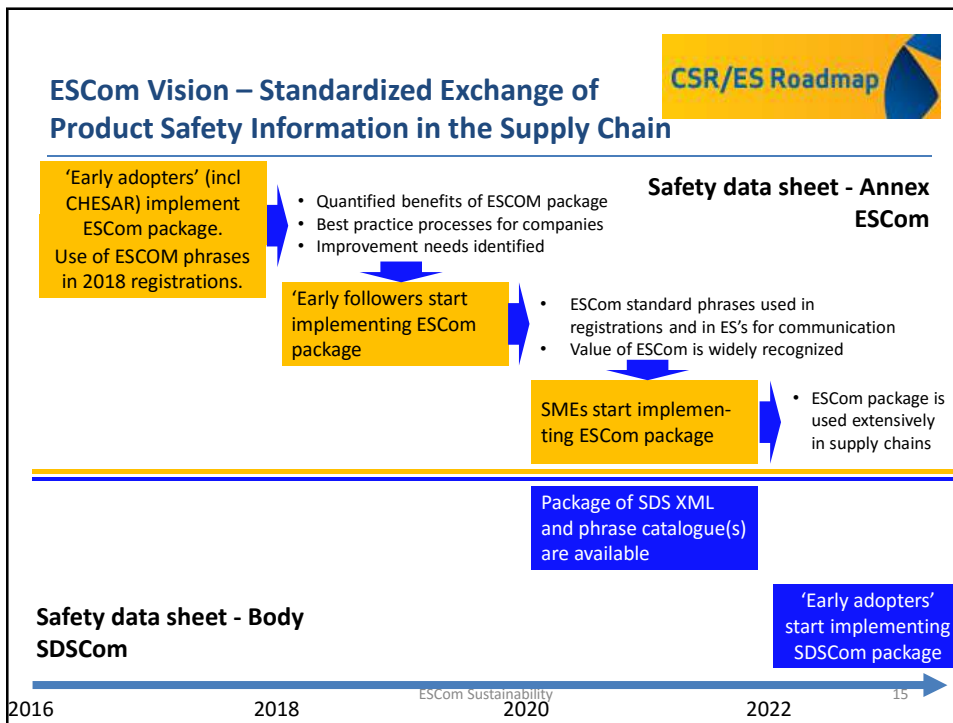 ESCom Vision – Standardized Exchange of
Product Safety Information in the Supply Chain
CSR/ES Roadmap
‘Early adopters’ (incl
CHESAR) implement
ESCom package.
Use of ESCOM phrases
in 2018 registrations.
• Quantified benefits of ESCOM package
• Best practice processes for companies
• Improvement needs identified
Safety data sheet - Annex
ESCom
‘Early followers start
implementing ESCom
package
• ESCom standard phrases used in
registrations and in ES’s for communication
• Value of ESCom is widely recognized
SMEs start implemen-
ting ESCom package
• ESCom package is
used extensively
in supply chains
Package of SDS XML
and phrase catalogue(s)
are available
Safety data sheet - Body
SDSCom
‘Early adopters’
start implementing
SDSCom package
ESCom Sustainability
15
2016 2018 2020 2022